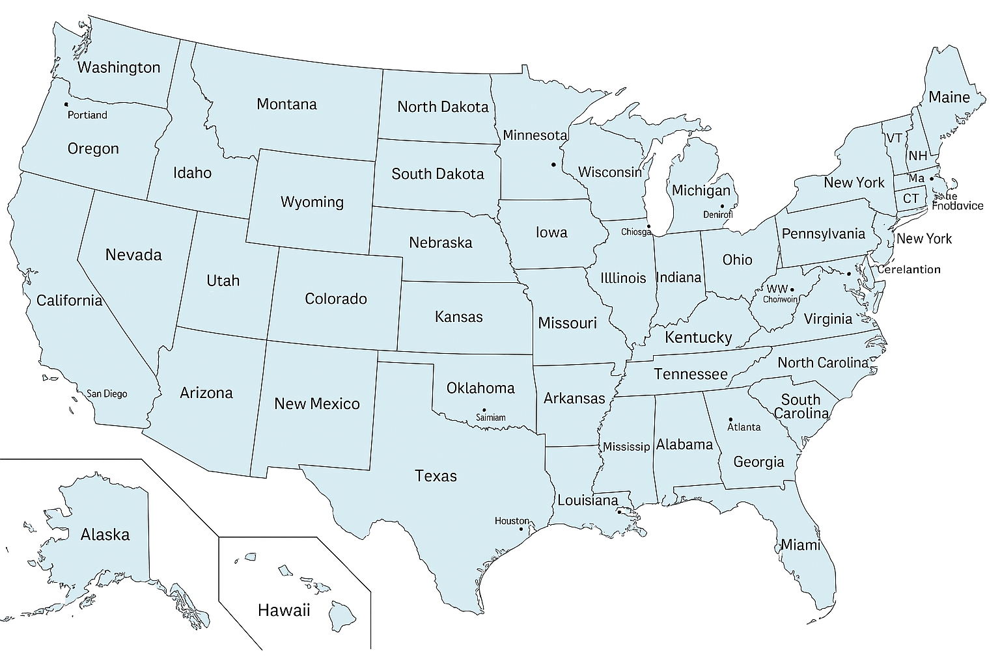 Washington
Maine
Montana
North Dakota
Portiand
Minnesota
VT
Oregon
NH
Idaho
South Dakota
Wisconsin
Ma
New York
Michigan
CT
Wyoming
Fnodavice
Denirofl
Chiosga
Iowa
Pennsylvania
New York
Nebraska
Nevada
Ohio
Cerelantion
Utah
Illlinois
Indiana
WW
Chonwoin
California
Colorado
Kansas
Missouri
Virginia
Kentucky
North Carolina
Tennessee
San Diego
Arizona
Oklahoma
Arkansas
South
Carolina
New Mexico
Saimiam
Atlanta
Mississip
Alabama
Georgia
Texas
Louisiana
Houston
Alaska
Miami
Hawaii